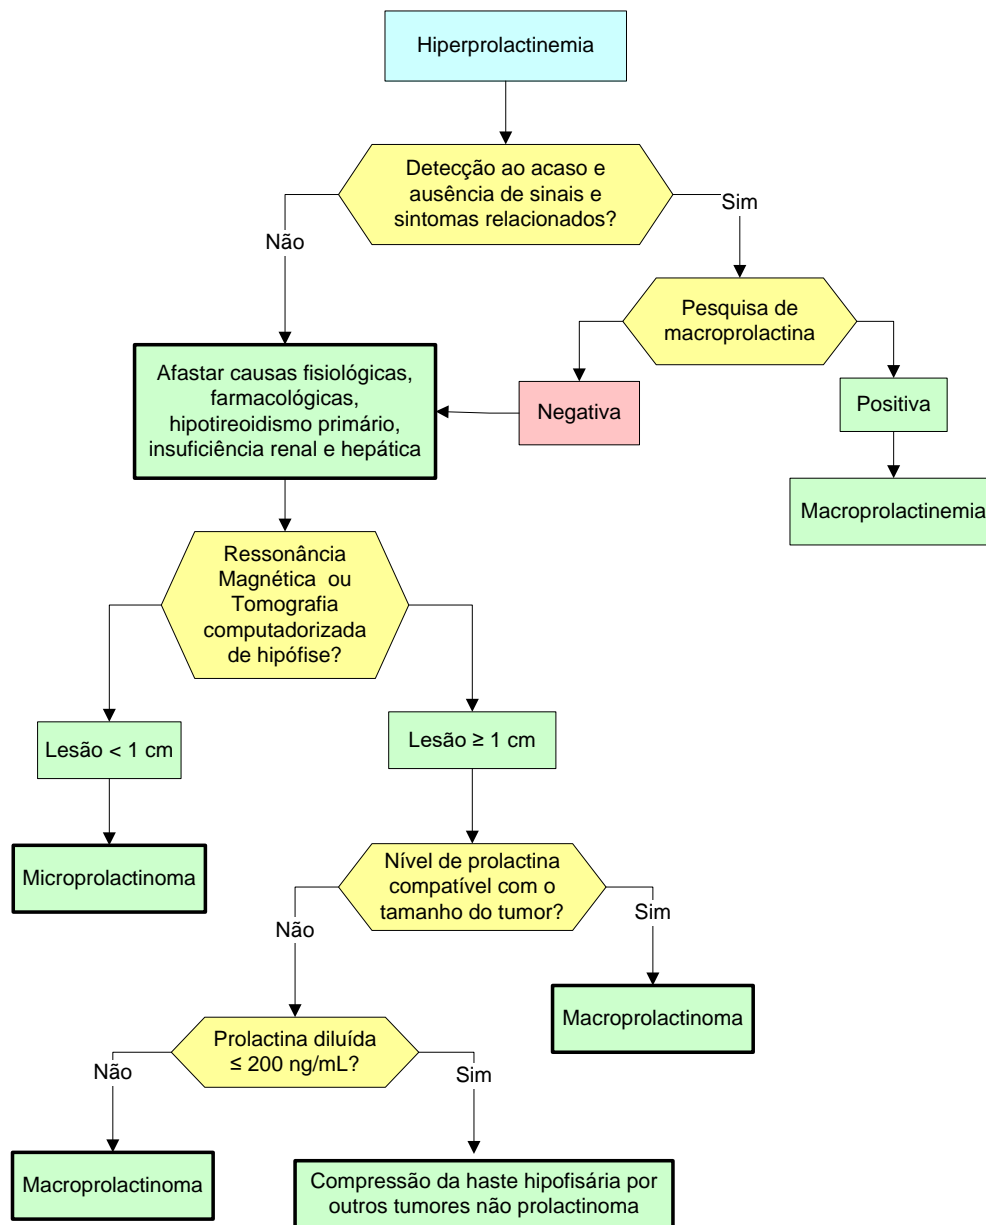 Hiperprolactinemia
Detecção ao acaso e
ausência de sinais e
sintomas relacionados?
Sim
Não
Pesquisa de
macroprolactina
Afastar causas fisiológicas,
farmacológicas,
hipotireoidismo primário,
insuficiência renal e hepática
Negativa
Positiva
Macroprolactinemia
Ressonância
Magnética ou
Tomografia
computadorizada
de hipófise?
Lesão < 1 cm
Lesão ≥ 1 cm
Microprolactinoma
Nível de prolactina
compatível com o
tamanho do tumor?
Não
Sim
Macroprolactinoma
Prolactina diluída
≤ 200 ng/mL?
Não
Sim
Macroprolactinoma
Compressão da haste hipofisária por
outros tumores não prolactinoma